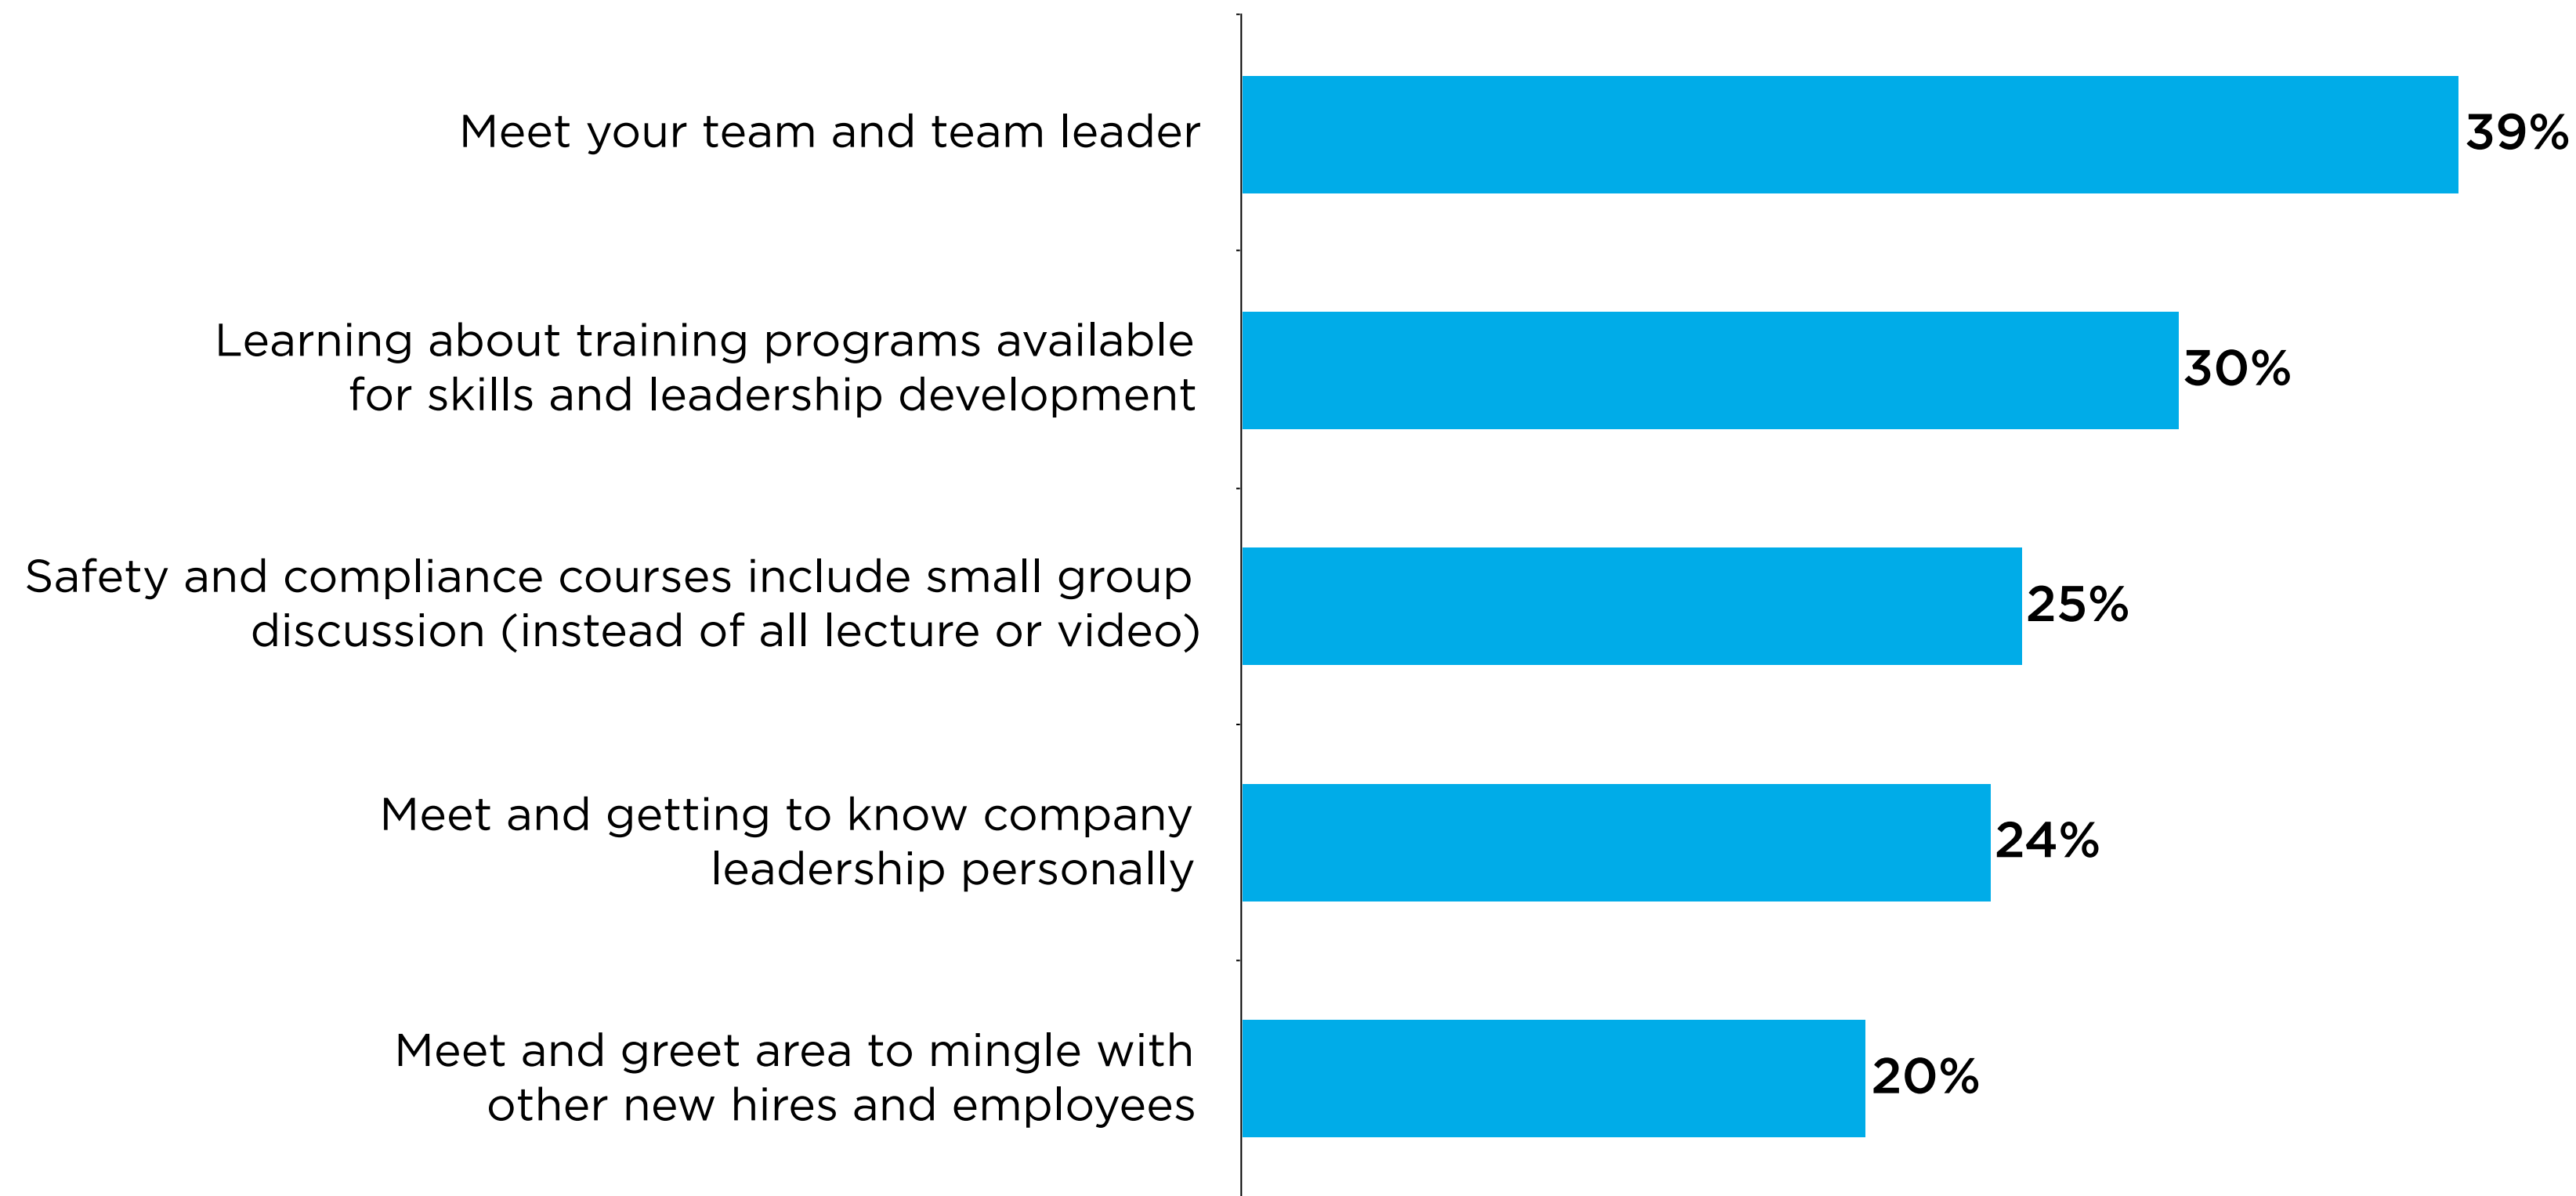 Meet your team and team leader
39%
Learning about training programs available
for skills and leadership development
30%
Safety and compliance courses include small group
discussion (instead of all lecture or video)
25%
Meet and getting to know company
leadership personally
24%
Meet and greet area to mingle with
other new hires and employees
20%